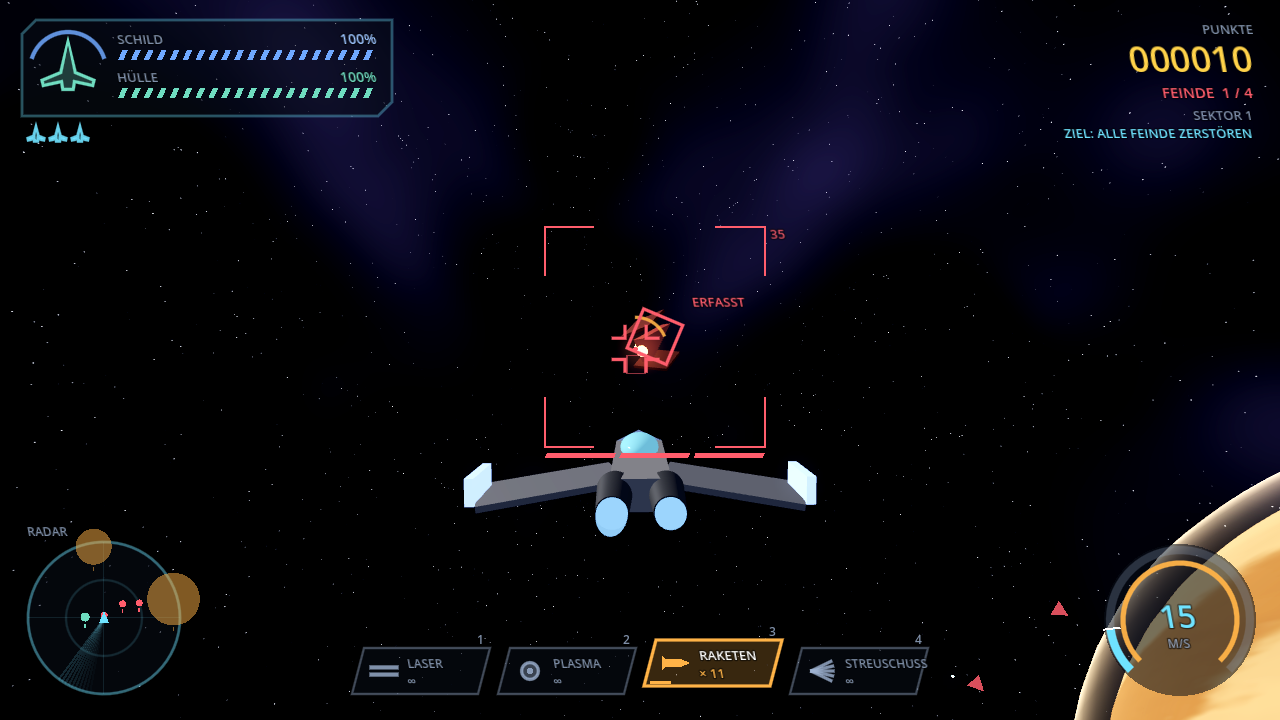 SCHILD 100%
HÜLLE 100%
PUNKTE
000010
FEINDE 1 / 4
SEKTOR 1
ZIEL: ALLE FEINDE ZERSTÖREN
35
ERFASST
RADAR
1
LASER
∞
2
PLASMA
∞
3
RAKETEN
× 11
4
STREUSCHUSS
∞
15
M/S